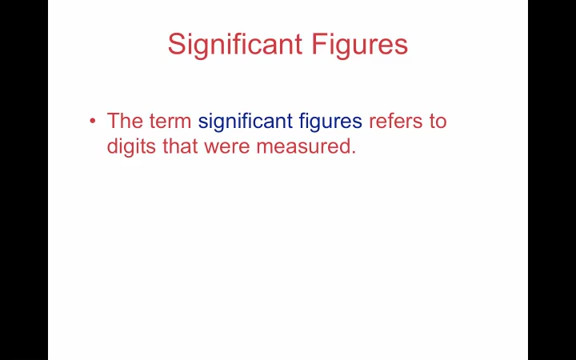 Significant Figures
• The term significant figures refers to
digits that were measured.